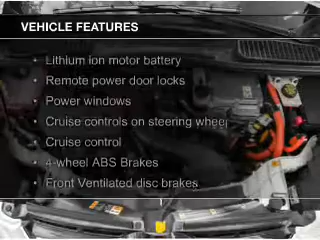 VEHICLE FEATURES
• Lithium ion motor battery
• Remote power door locks
• Power windows
• Cruise controls on steering wheel
• Cruise control
• 4-wheel ABS Brakes
• Front Ventilated disc brakes